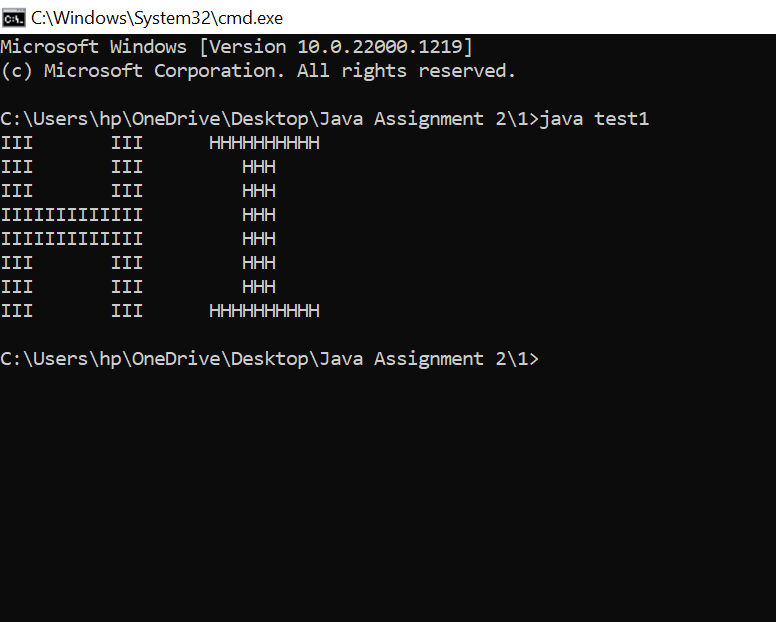 C:\Windows\System32\cmd.exe
Microsoft Windows [Version 10.0.22000.1219]
(c) Microsoft Corporation. All rights reserved.
C:\Users\hp\OneDrive\Desktop\Java Assignment 2\1>java test1
III       III      HHHHHHHHHH
III       III         HHH
III       III         HHH
IIIIIIIIIIIII         HHH
IIIIIIIIIIIII         HHH
III       III         HHH
III       III         HHH
III       III      HHHHHHHHHH
C:\Users\hp\OneDrive\Desktop\Java Assignment 2\1>